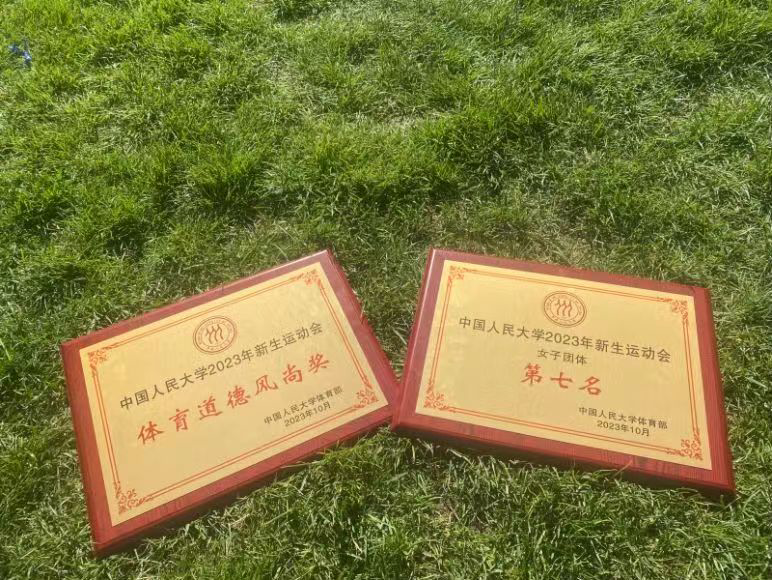 中国人民大学2023年新生运动会
体育道德风尚奖
中国人民大学体育部
2023年10月
中国人民大学2023年新生运动会
女子团体
第七名
中国人民大学体育部
2023年10月